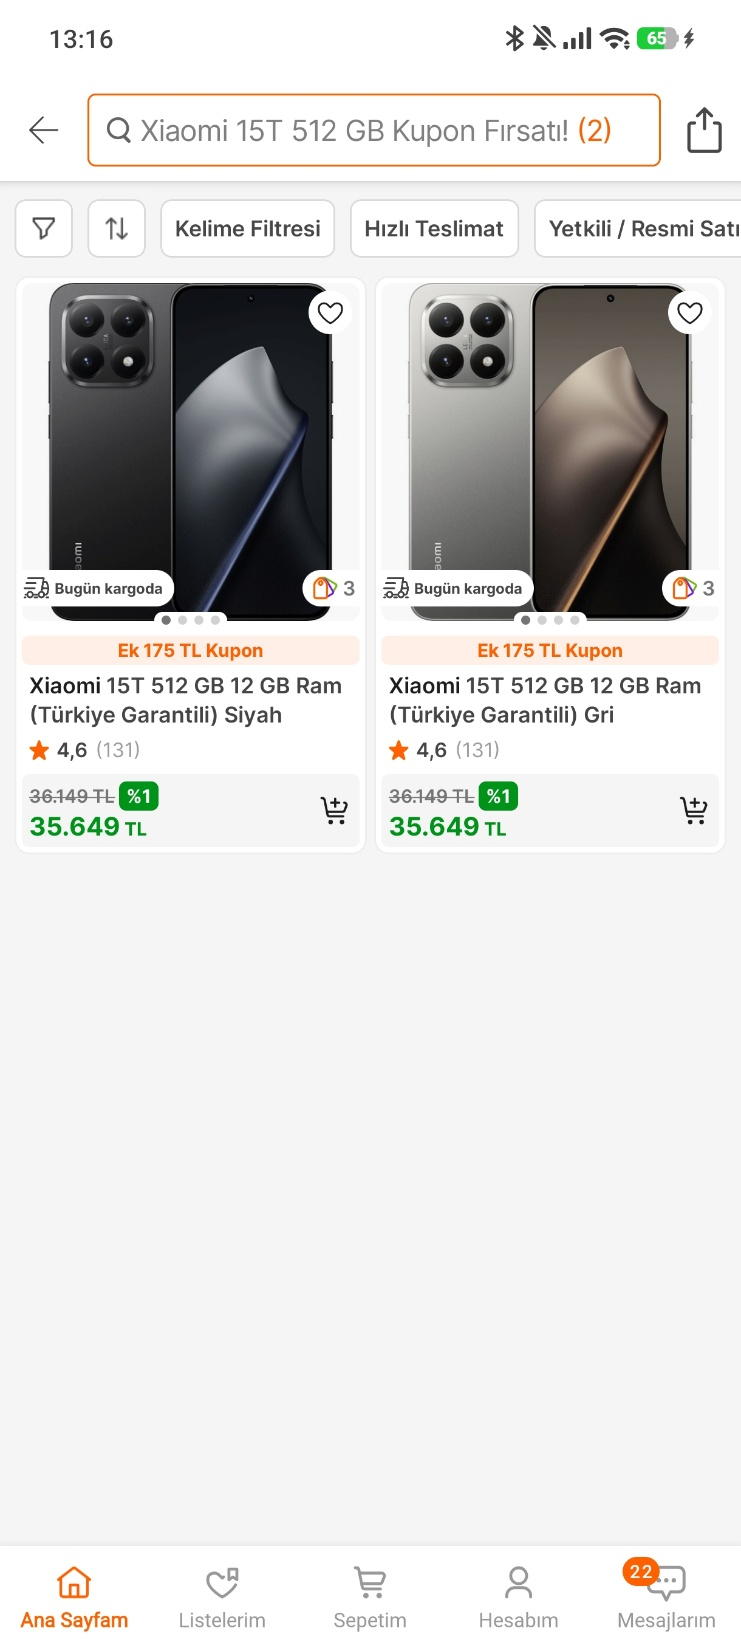 13:16
65
Xiaomi 15T 512 GB Kupon Fırsatı! (2)
Kelime Filtresi
Hızlı Teslimat
Yetkili / Resmi Satı
Bugün kargoda
3
Bugün kargoda
3
Ek 175 TL Kupon
Xiaomi 15T 512 GB 12 GB Ram
(Türkiye Garantili) Siyah
4,6 (131)
36.149 TL %1
35.649 TL
Ek 175 TL Kupon
Xiaomi 15T 512 GB 12 GB Ram
(Türkiye Garantili) Gri
4,6 (131)
36.149 TL %1
35.649 TL
Ana Sayfam
Listelerim
Sepetim
Hesabım
22
Mesajlarım